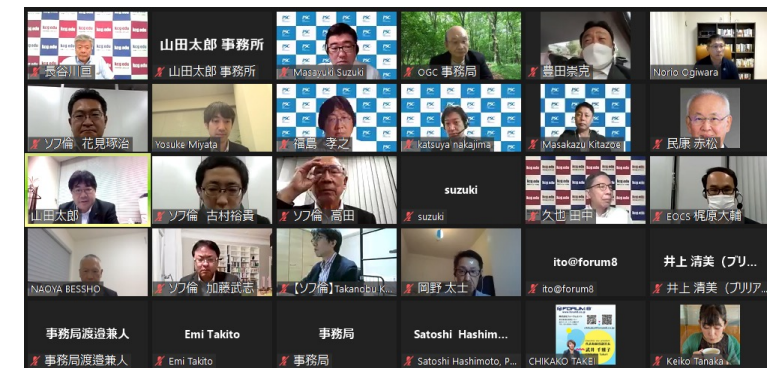 長谷川亘
山田太郎 事務所
山田太郎 事務所
Masayuki Suzuki
OGC 事務局
豊田崇克
Norio Ogiwara
ソフ倫 花見琢治
Yosuke Miyata
福島 孝之
katsuya nakajima
Masakazu Kitazoe
民康 赤松
山田太郎
ソフ倫 古村裕貴
ソフ倫 高田
suzuki
suzuki
久也 田中
EOCS 梶原大輔
NAOYA BESSHO
ソフ倫 加藤武志
【ソフ倫】Takanobu K...
岡野 太士
ito@forum8
ito@forum8
井上 清美（ブリ...
井上 清美（ブリリア...
事務局渡邉兼人
事務局渡邉兼人
Emi Takito
Emi Takito
事務局
事務局
Satoshi Hashim...
Satoshi Hashimoto, P...
FORUM8
CHIKAKO TAKEI
Keiko Tanaka